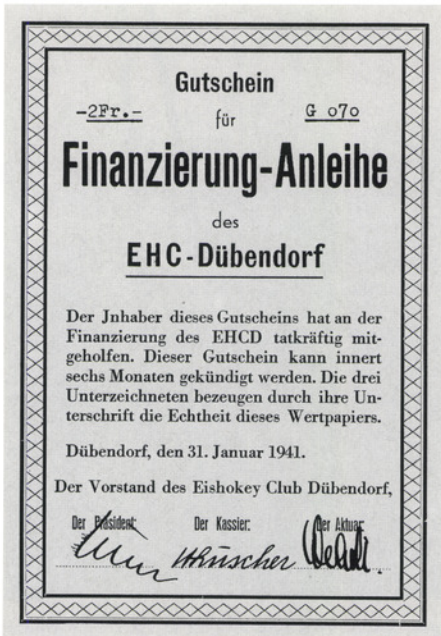 Gutschein
-2Fr.- für G 070
Finanzierung-Anleihe
des
EHC-Dübendorf
Der Jnhaber dieses Gutscheins hat an der
Finanzierung des EHCD tatkräftig mit-
geholfen. Dieser Gutschein kann innert
sechs Monaten gekündigt werden. Die drei
Unterzeichneten bezeugen durch ihre Un-
terschrift die Echtheit dieses Wertpapiers.
Dübendorf, den 31. Januar 1941.
Der Vorstand des Eishokey Club Dübendorf,
Der Präsident: Der Kassier: Der Aktuar: